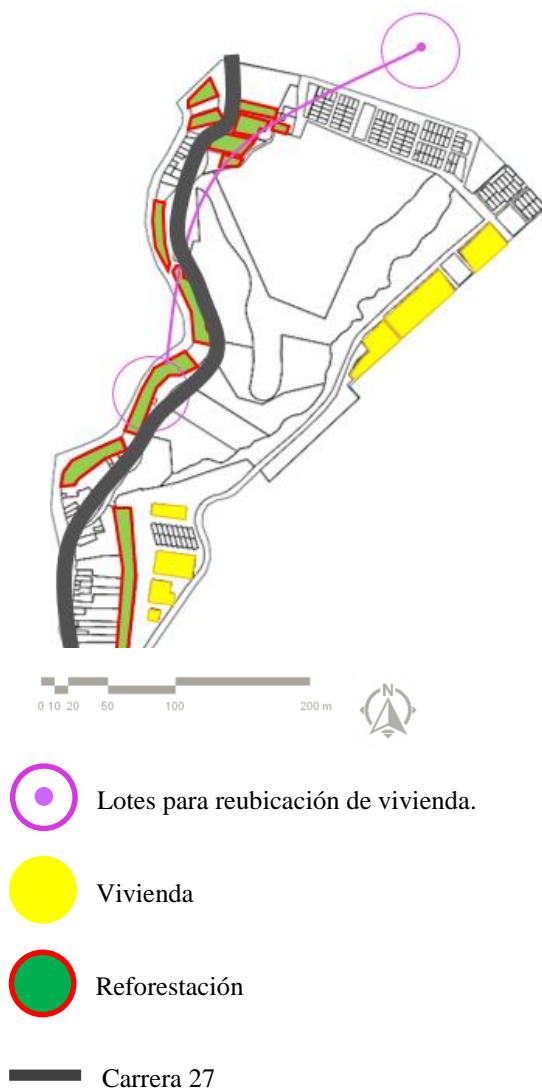 N
0 10 20 50 100 200 m
Lotes para reubicación de vivienda.
Vivienda
Reforestación
Carrera 27